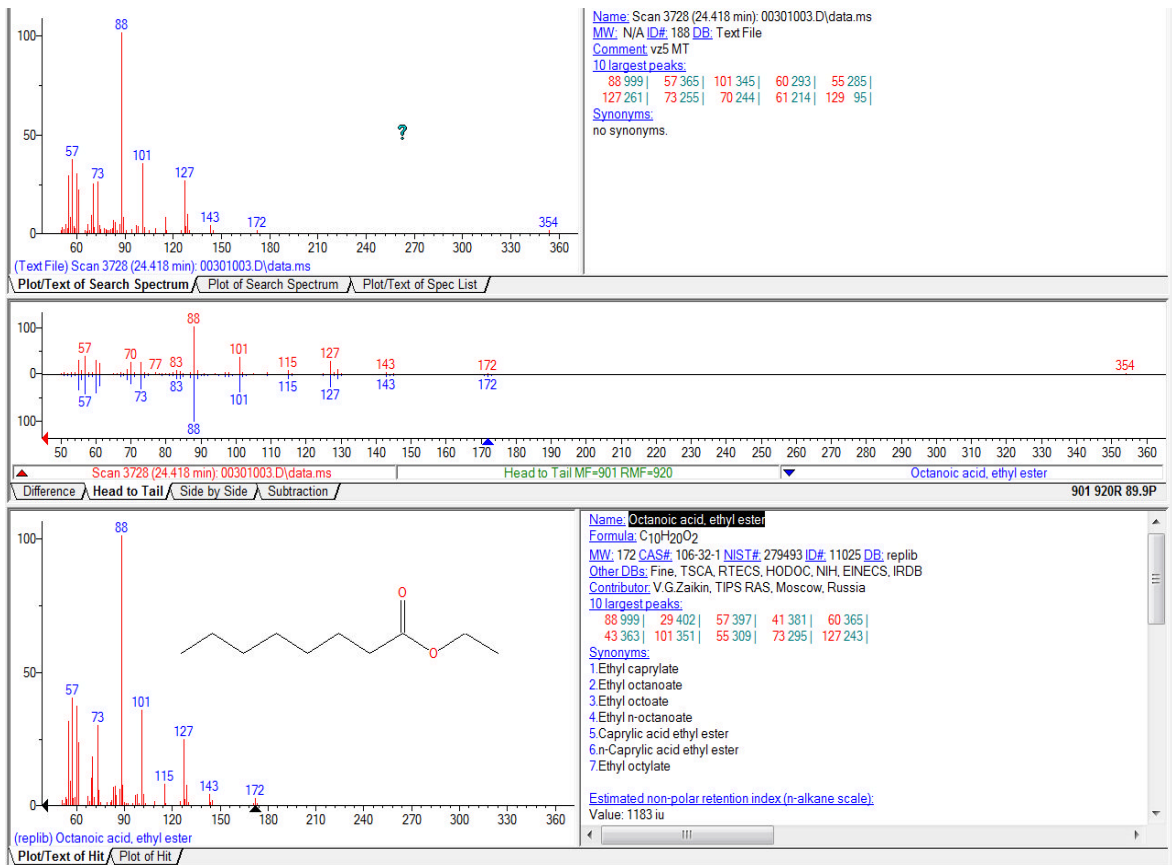 Name: Scan 3728 (24.418 min): 00301003.D\data.ms
MW: N/A ID#: 188 DB: Text File
Comment: vz5 MT
10 largest peaks:
88 999 | 57 365 | 101 345 | 60 293 | 55 285 |
127 261 | 73 255 | 70 244 | 61 214 | 129 95 |
Synonyms:
no synonyms.
100
50
0
88
57
73
101
127
143
172
354
?
60 90 120 150 180 210 240 270 300 330 360
(Text File) Scan 3728 (24.418 min): 00301003.D\data.ms
Plot/Text of Search Spectrum Plot of Search Spectrum Plot/Text of Spec List
100
0
100
88
57 70 77 83 101 115 127 143 172 354
57 73 83 101 115 127 143 172
88
50 60 70 80 90 100 110 120 130 140 150 160 170 180 190 200 210 220 230 240 250 260 270 280 290 300 310 320 330 340 350 360
Scan 3728 (24.418 min): 00301003.D\data.ms Head to Tail MF=901 RMF=920 Octanoic acid, ethyl ester
Difference Head to Tail Side by Side Subtraction 901 920R 89.9P
100
50
0
88
57
73
101
127
115
143
172
O
O
60 90 120 150 180 210 240 270 300 330 360
(replib) Octanoic acid, ethyl ester
Plot/Text of Hit Plot of Hit
Name: Octanoic acid, ethyl ester
Formula: C10H20O2
MW: 172 CAS#: 106-32-1 NIST#: 279493 ID#: 11025 DB: replib
Other DBs: Fine, TSCA, RTECS, HODOC, NIH, EINECS, IRDB
Contributor: V.G.Zaikin, TIPS RAS, Moscow, Russia
10 largest peaks:
88 999 | 29 402 | 57 397 | 41 381 | 60 365 |
43 363 | 101 351 | 55 309 | 73 295 | 127 243 |
Synonyms:
1.Ethyl caprylate
2.Ethyl octanoate
3.Ethyl octoate
4.Ethyl n-octanoate
5.Caprylic acid ethyl ester
6.n-Caprylic acid ethyl ester
7.Ethyl octylate
Estimated non-polar retention index (n-alkane scale):
Value: 1183 iu